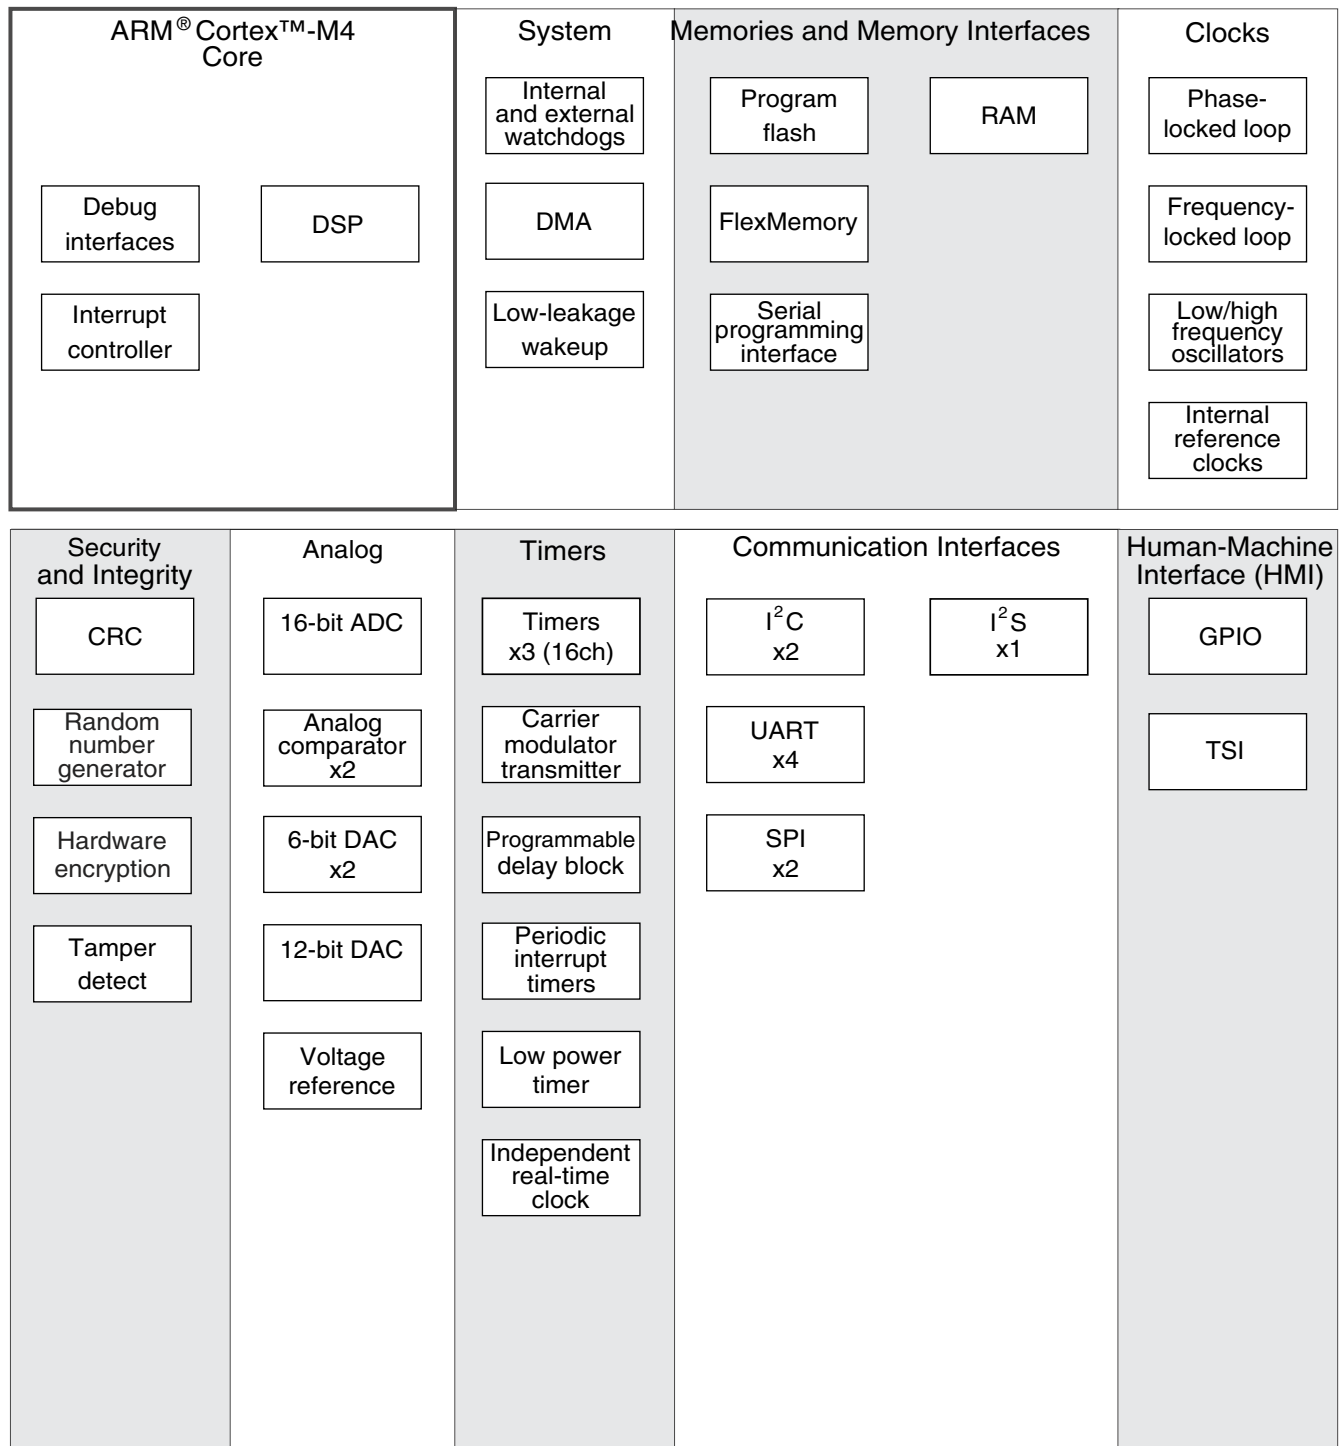 ARM® Cortex™-M4
Core
Debug
interfaces
DSP
Interrupt
controller
System
Internal
and external
watchdogs
DMA
Low-leakage
wakeup
Memories and Memory Interfaces
Program
flash
RAM
FlexMemory
Serial
programming
interface
Clocks
Phase-
locked loop
Frequency-
locked loop
Low/high
frequency
oscillators
Internal
reference
clocks
Security
and Integrity
CRC
Random
number
generator
Hardware
encryption
Tamper
detect
Analog
16-bit ADC
Analog
comparator
x2
6-bit DAC
x2
12-bit DAC
Voltage
reference
Timers
Timers
x3 (16ch)
Carrier
modulator
transmitter
Programmable
delay block
Periodic
interrupt
timers
Low power
timer
Independent
real-time
clock
Communication Interfaces
I²C
x2
I²S
x1
UART
x4
SPI
x2
Human-Machine
Interface (HMI)
GPIO
TSI